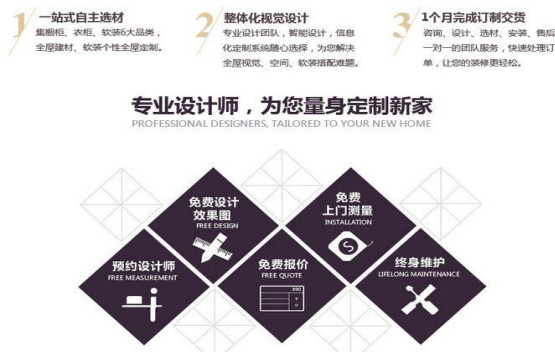 1 一站式自主选材
集橱柜、衣柜、软装6大品类，
全屋建材、软装个性全屋定制。
2 整体化视觉设计
专业设计团队，智能设计，信息
化定制系统随心选择，为您解决
全屋视觉、空间、软装搭配难题。
3 1个月完成订制交货
咨询、设计、选材、安装、售后
一对一的团队服务，快速处理订
单，让您的装修更轻松。
专业设计师，为您量身定制新家
PROFESSIONAL DESIGNERS, TAILORED TO YOUR NEW HOME
免费设计
效果图
FREE DESIGN
免费
上门测量
INSTALLATION
预约设计师
FREE MEASUREMENT
免费报价
FREE QUOTE
终身维护
LIFELONG MAINTENANCE